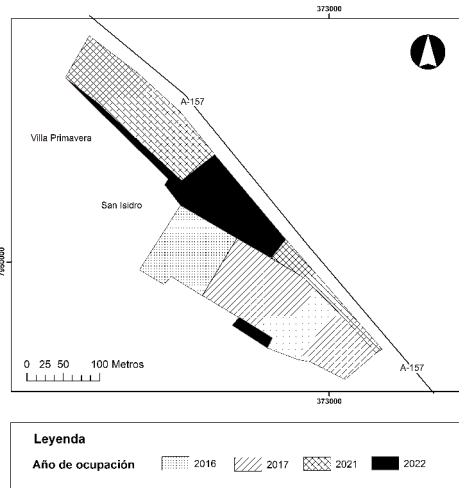 373000
A-157
Villa Primavera
San Isidro
7950000
0 25 50 100 Metros
A-157
373000
Leyenda
Año de ocupación 2016 2017 2021 2022